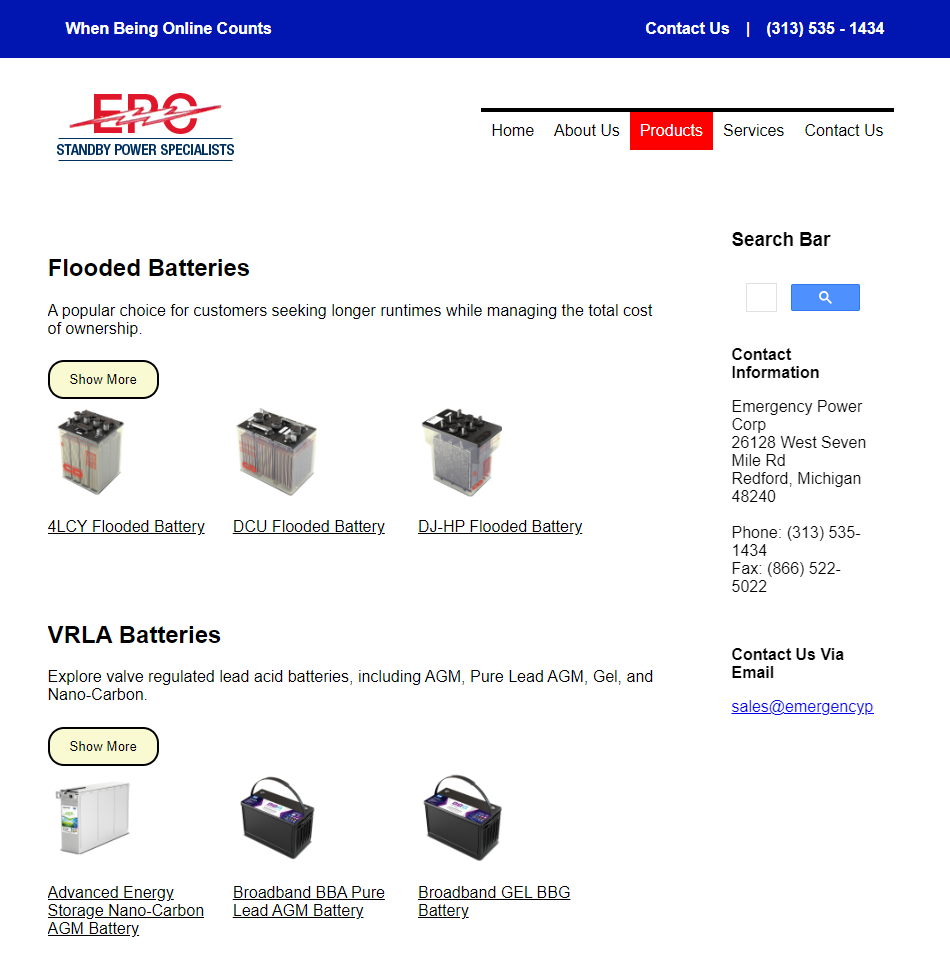 When Being Online Counts
Contact Us | (313) 535 - 1434
EPC
STANDBY POWER SPECIALISTS
Home About Us Products Services Contact Us
Flooded Batteries
A popular choice for customers seeking longer runtimes while managing the total cost
of ownership.
Show More
4LCY Flooded Battery
DCU Flooded Battery
DJ-HP Flooded Battery
VRLA Batteries
Explore valve regulated lead acid batteries, including AGM, Pure Lead AGM, Gel, and
Nano-Carbon.
Show More
Advanced Energy
Storage Nano-Carbon
AGM Battery
Broadband BBA Pure
Lead AGM Battery
Broadband GEL BBG
Battery
Search Bar
Contact
Information
Emergency Power
Corp
26128 West Seven
Mile Rd
Redford, Michigan
48240
Phone: (313) 535-
1434
Fax: (866) 522-
5022
Contact Us Via
Email
sales@emergencyp